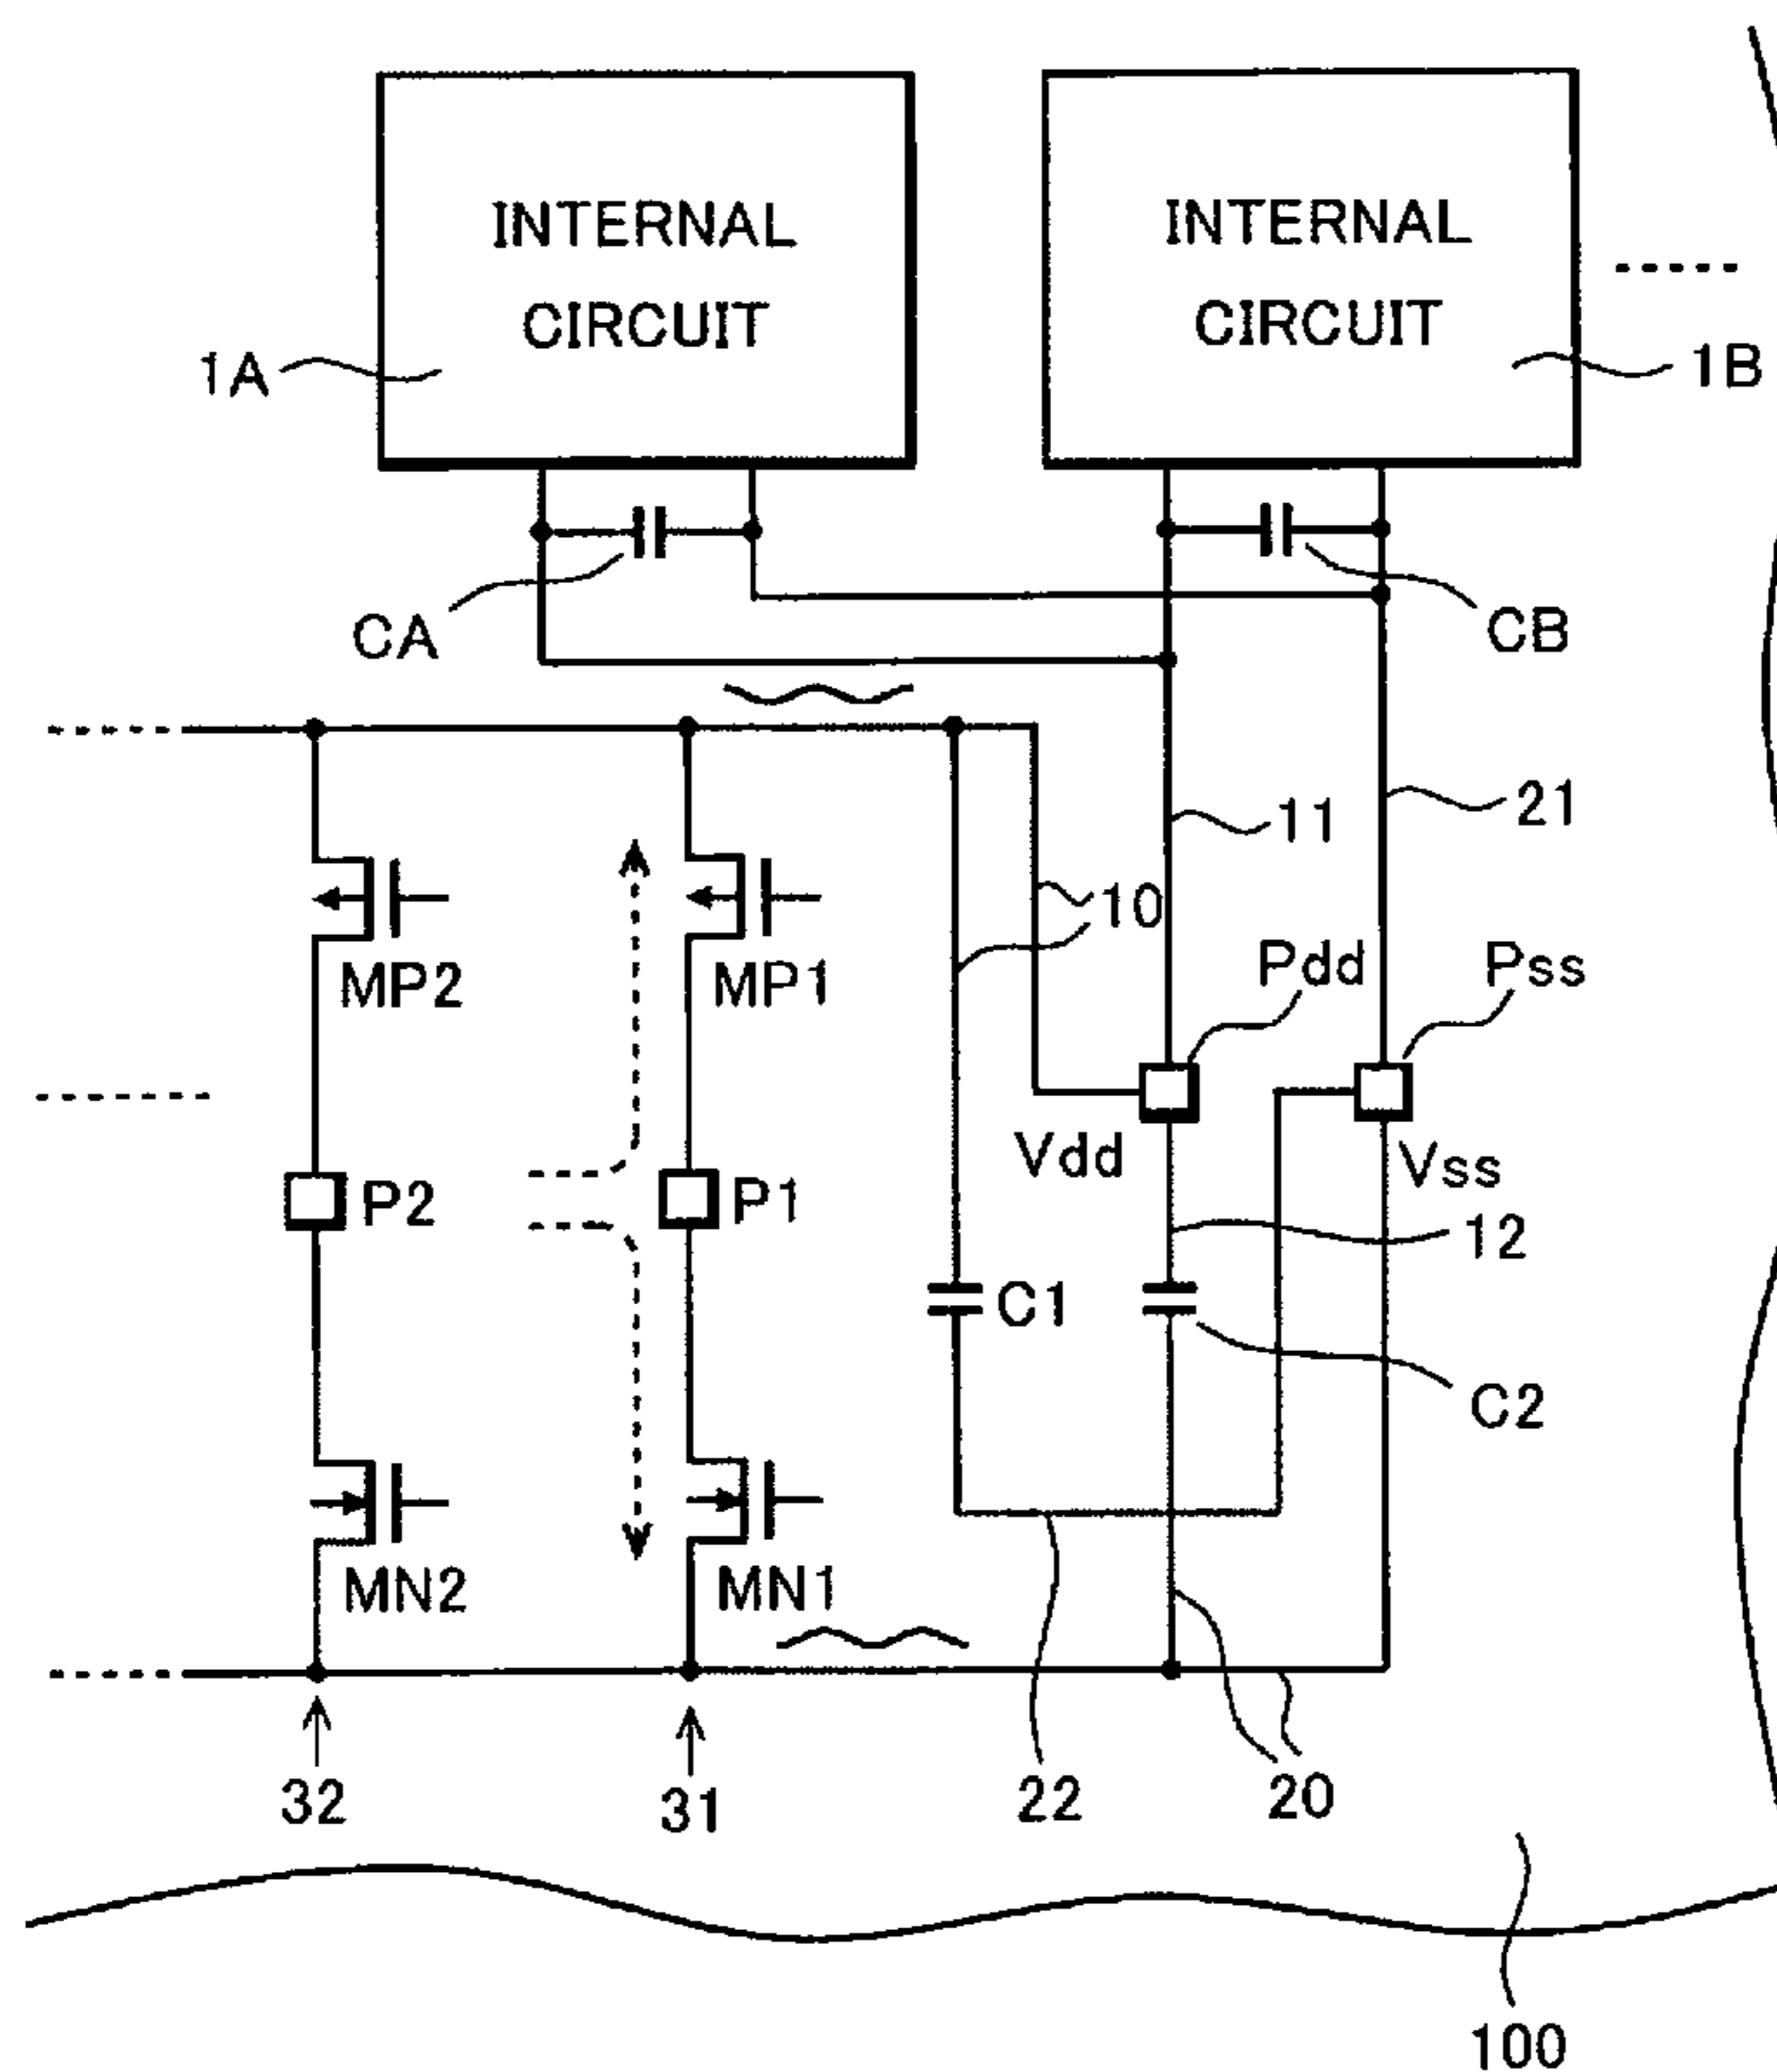 INTERNAL
CIRCUIT
INTERNAL
CIRCUIT
1A
1B
CA
CB
11
21
10
MP2
MP1
Pdd
Pss
Vdd
Vss
P2
P1
12
C1
C2
MN2
MN1
32
31
22
20
100